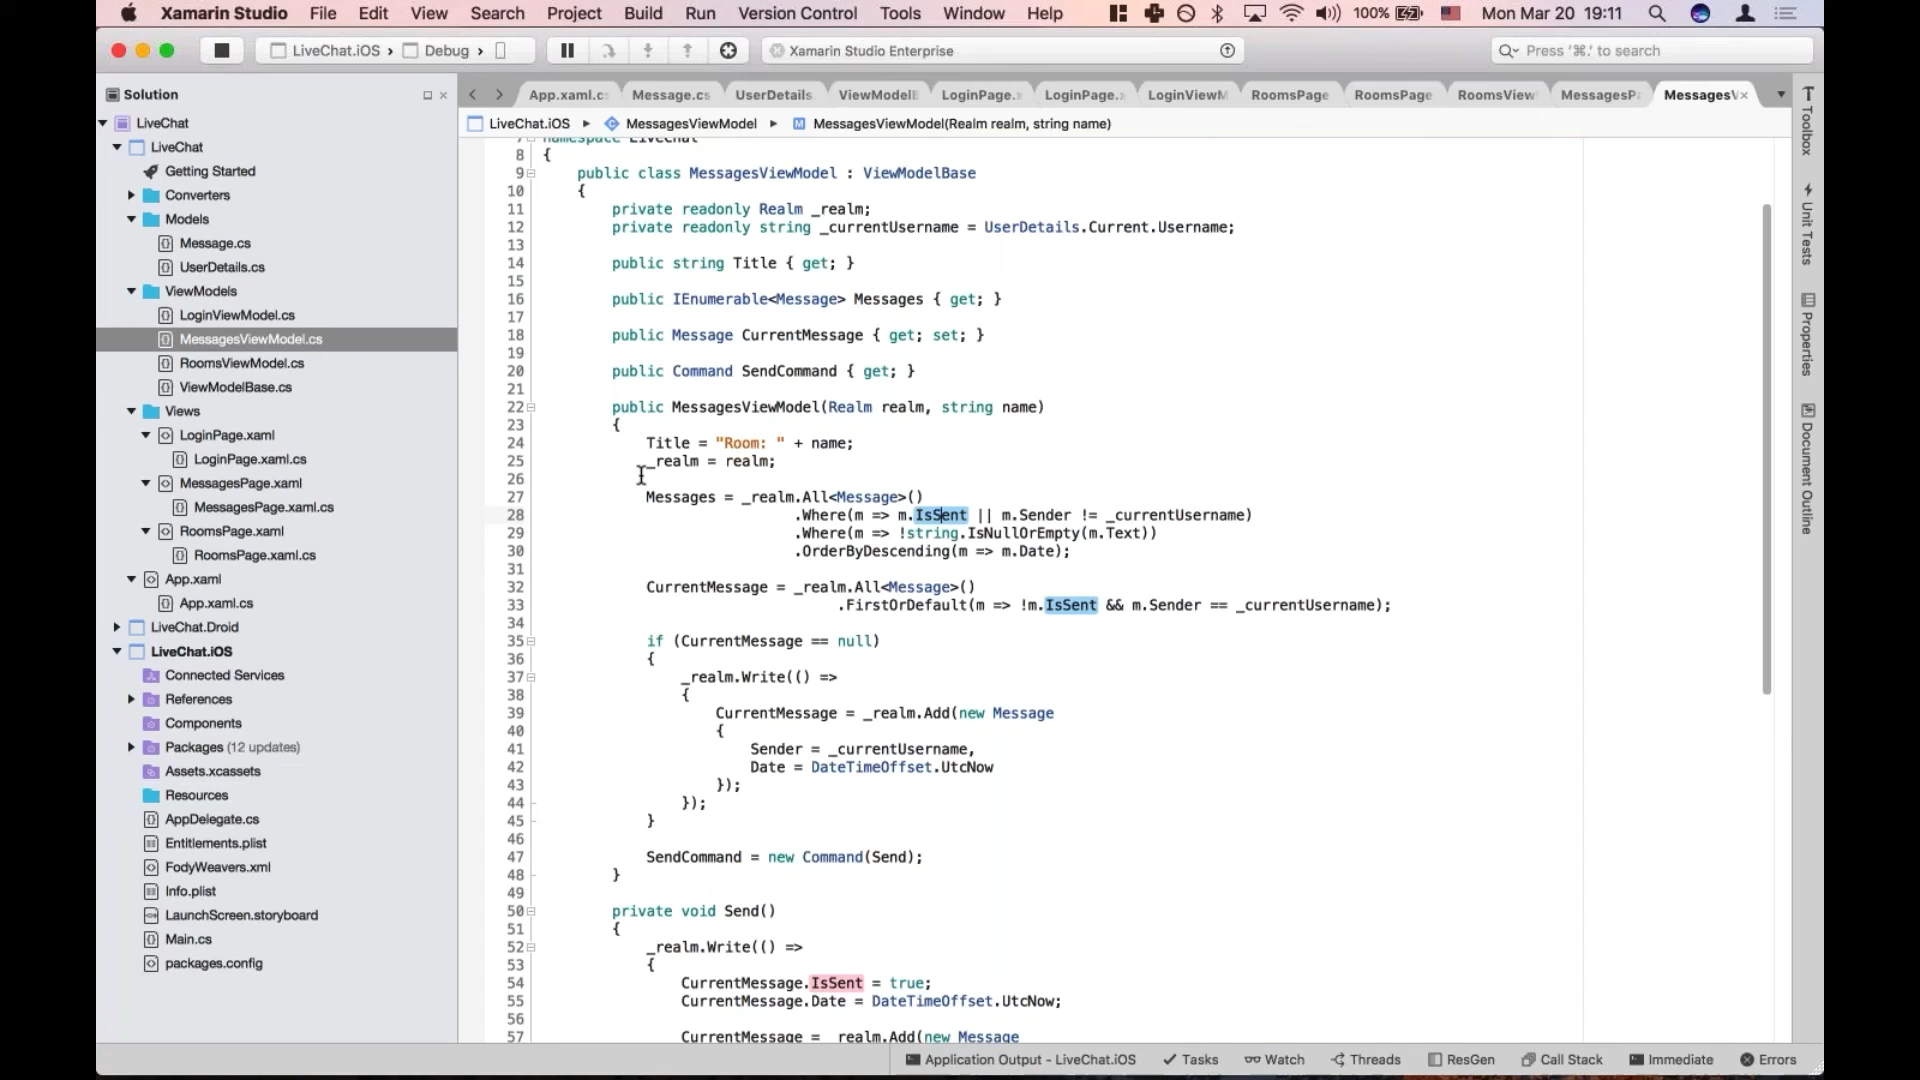 Xamarin Studio File Edit View Search Project Build Run Version Control Tools Window Help 100% Mon Mar 20 19:11
LiveChat.iOS › Debug › Xamarin Studio Enterprise Press '⌘.' to search
Solution
App.xaml.cs Message.cs UserDetails ViewModelB LoginPage.x LoginPage. LoginViewM RoomsPage RoomsPage RoomsView MessagesP MessagesV
LiveChat.iOS ▸ MessagesViewModel ▸ MessagesViewModel(Realm realm, string name)
LiveChat
LiveChat
Getting Started
Converters
Models
Message.cs
UserDetails.cs
ViewModels
LoginViewModel.cs
MessagesViewModel.cs
RoomsViewModel.cs
ViewModelBase.cs
Views
LoginPage.xaml
LoginPage.xaml.cs
MessagesPage.xaml
MessagesPage.xaml.cs
RoomsPage.xaml
RoomsPage.xaml.cs
App.xaml
App.xaml.cs
LiveChat.Droid
LiveChat.iOS
Connected Services
References
Components
Packages (12 updates)
Assets.xcassets
Resources
AppDelegate.cs
Entitlements.plist
FodyWeavers.xml
Info.plist
LaunchScreen.storyboard
Main.cs
packages.config
7 namespace LiveChat
8 {
9 public class MessagesViewModel : ViewModelBase
10 {
11 private readonly Realm _realm;
12 private readonly string _currentUsername = UserDetails.Current.Username;
13
14 public string Title { get; }
15
16 public IEnumerable<Message> Messages { get; }
17
18 public Message CurrentMessage { get; set; }
19
20 public Command SendCommand { get; }
21
22 public MessagesViewModel(Realm realm, string name)
23 {
24 Title = "Room: " + name;
25 _realm = realm;
26
27 Messages = _realm.All<Message>()
28 .Where(m => m.IsSent || m.Sender != _currentUsername)
29 .Where(m => !string.IsNullOrEmpty(m.Text))
30 .OrderByDescending(m => m.Date);
31
32 CurrentMessage = _realm.All<Message>()
33 .FirstOrDefault(m => !m.IsSent && m.Sender == _currentUsername);
34
35 if (CurrentMessage == null)
36 {
37 _realm.Write(() =>
38 {
39 CurrentMessage = _realm.Add(new Message
40 {
41 Sender = _currentUsername,
42 Date = DateTimeOffset.UtcNow
43 });
44 });
45 }
46
47 SendCommand = new Command(Send);
48 }
49
50 private void Send()
51 {
52 _realm.Write(() =>
53 {
54 CurrentMessage.IsSent = true;
55 CurrentMessage.Date = DateTimeOffset.UtcNow;
56
57 CurrentMessage = _realm.Add(new Message
Toolbox
Unit Tests
Properties
Document Outline
Application Output - LiveChat.iOS Tasks Watch Threads ResGen Call Stack Immediate Errors